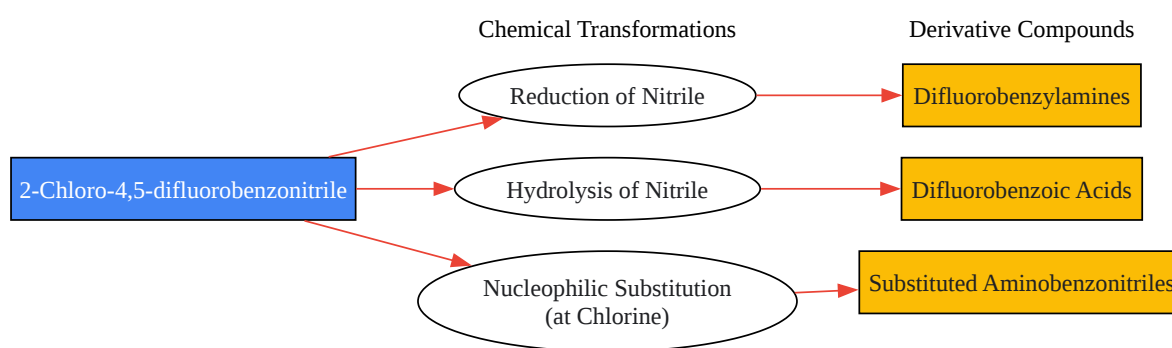 Chemical Transformations
Derivative Compounds
Reduction of Nitrile
Difluorobenzylamines
2-Chloro-4,5-difluorobenzonitrile
Hydrolysis of Nitrile
Difluorobenzoic Acids
Nucleophilic Substitution
(at Chlorine)
Substituted Aminobenzonitriles